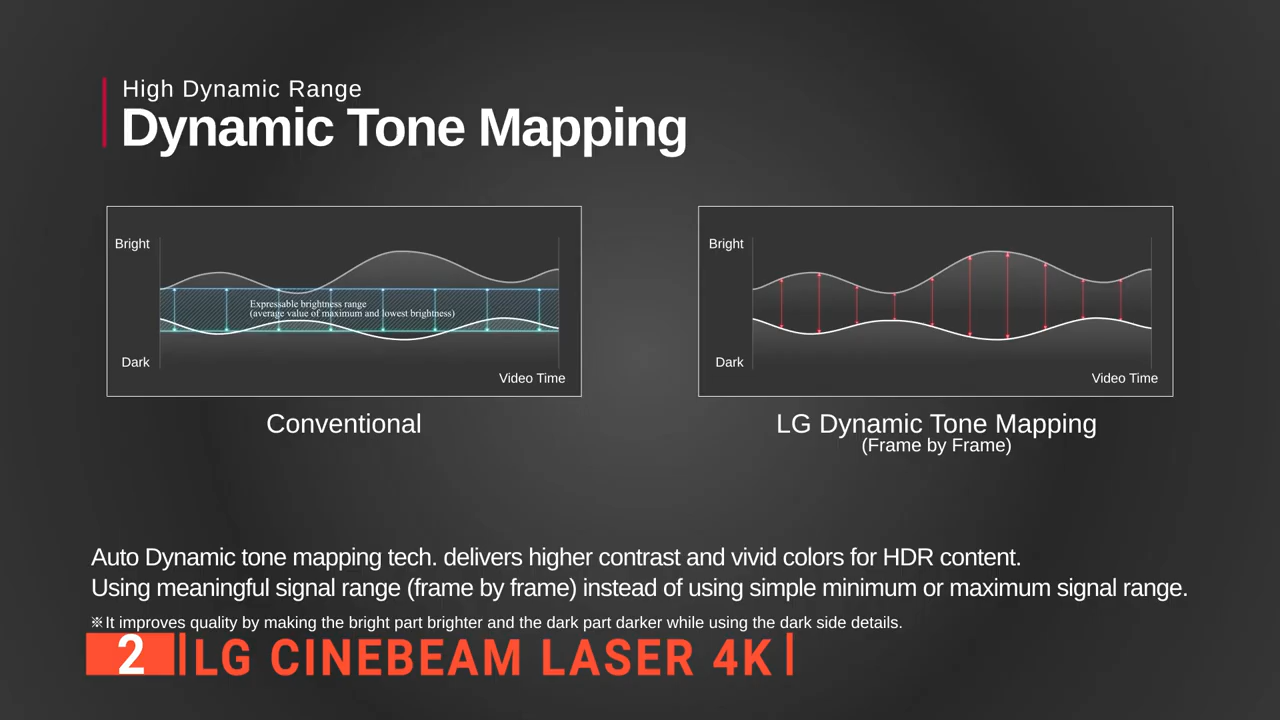 High Dynamic Range
Dynamic Tone Mapping
Bright
Expressable brightness range
(average value of maximum and lowest brightness)
Dark
Video Time
Conventional
Bright
Dark
Video Time
LG Dynamic Tone Mapping
(Frame by Frame)
Auto Dynamic tone mapping tech. delivers higher contrast and vivid colors for HDR content.
Using meaningful signal range (frame by frame) instead of using simple minimum or maximum signal range.
※It improves quality by making the bright part brighter and the dark part darker while using the dark side details.
2 LG CINEBEAM LASER 4K